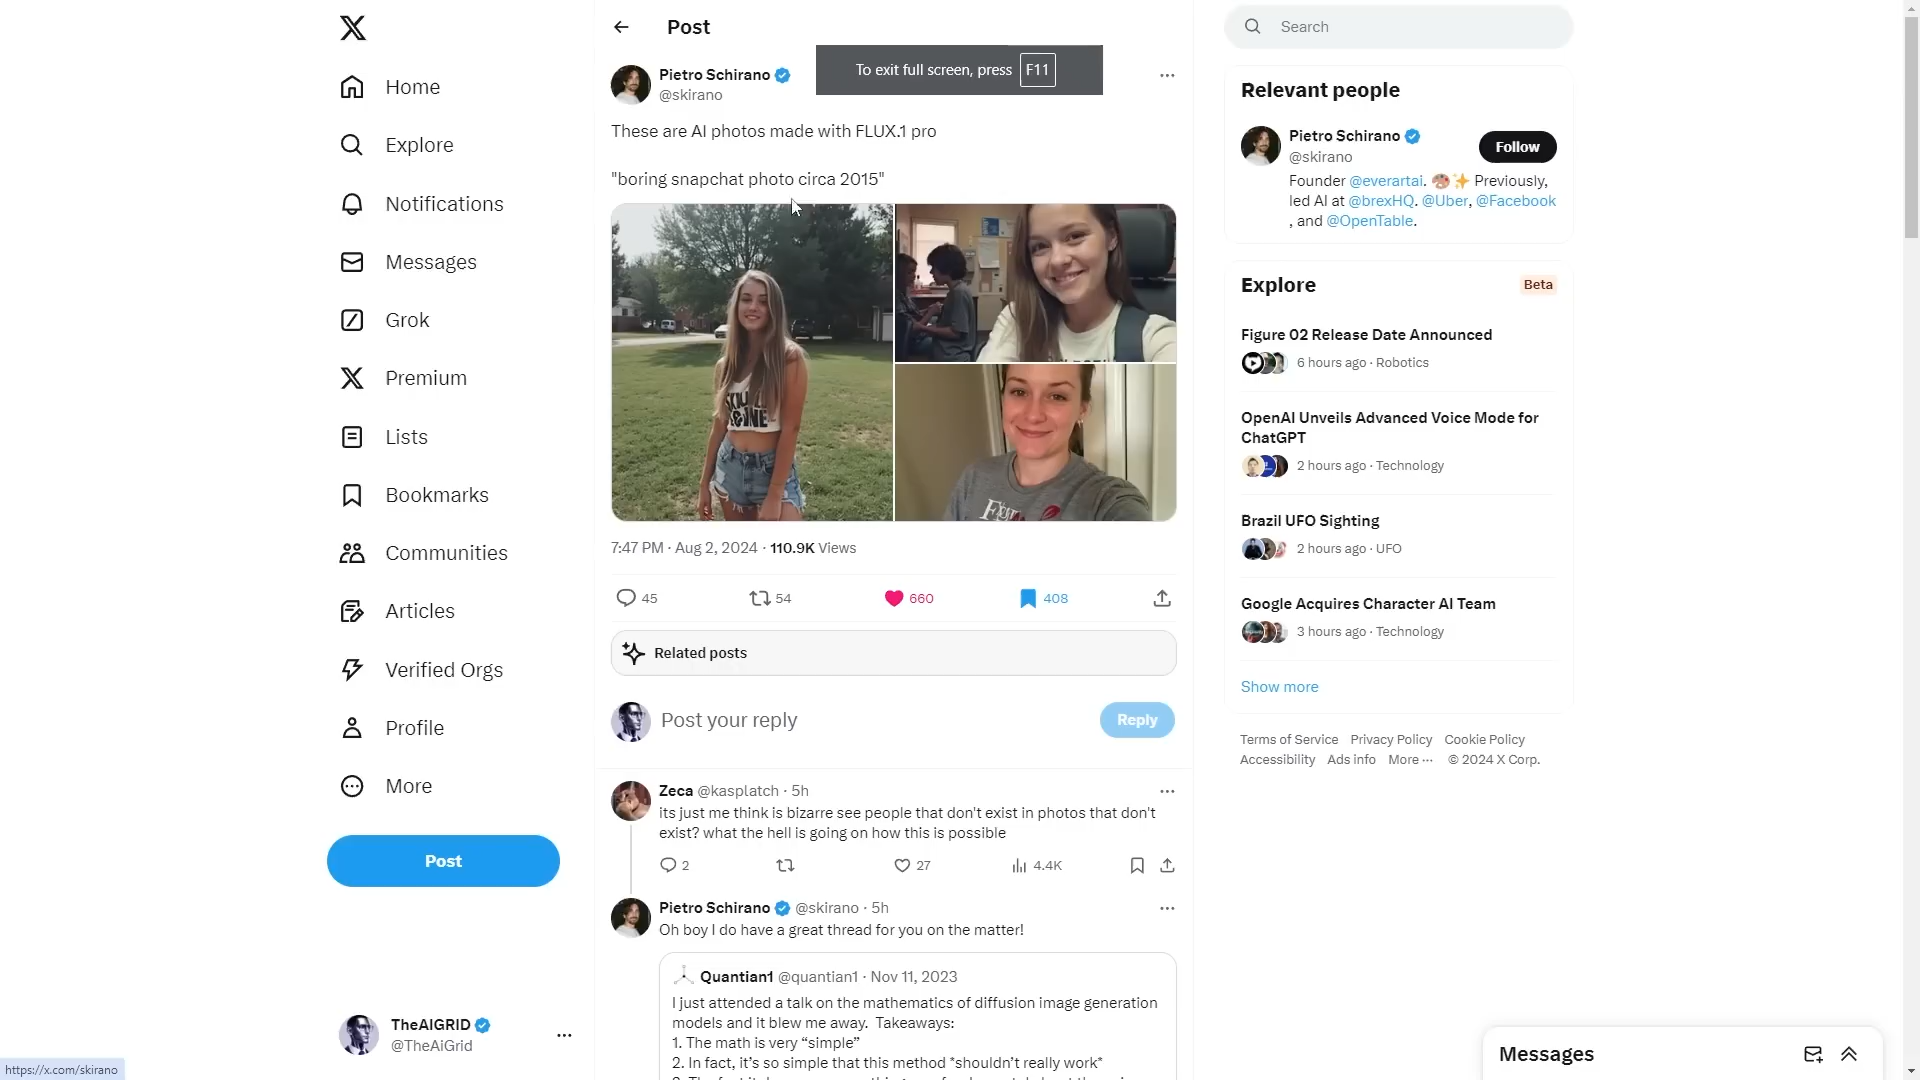 Home
Explore
Notifications
Messages
Grok
Premium
Lists
Bookmarks
Communities
Articles
Verified Orgs
Profile
More
Post
TheAIGRID
@TheAiGrid
https://x.com/skirano
Post
To exit full screen, press F11
Pietro Schirano
@skirano
These are AI photos made with FLUX.1 pro
"boring snapchat photo circa 2015"
7:47 PM · Aug 2, 2024 · 110.9K Views
45 54 660 408
Related posts
Post your reply
Reply
Zeca @kasplatch · 5h
its just me think is bizarre see people that don't exist in photos that don't
exist? what the hell is going on how this is possible
2 27 4.4K
Pietro Schirano @skirano · 5h
Oh boy I do have a great thread for you on the matter!
Quantian1 @quantian1 · Nov 11, 2023
I just attended a talk on the mathematics of diffusion image generation
models and it blew me away. Takeaways:
1. The math is very “simple”
2. In fact, it’s so simple that this method *shouldn’t really work*
Search
Relevant people
Pietro Schirano
@skirano
Follow
Founder @everartai. 🎨✨ Previously,
led AI at @brexHQ. @Uber, @Facebook
, and @OpenTable.
Explore
Beta
Figure 02 Release Date Announced
6 hours ago · Robotics
OpenAI Unveils Advanced Voice Mode for
ChatGPT
2 hours ago · Technology
Brazil UFO Sighting
2 hours ago · UFO
Google Acquires Character AI Team
3 hours ago · Technology
Show more
Terms of Service Privacy Policy Cookie Policy
Accessibility Ads info More ··· © 2024 X Corp.
Messages